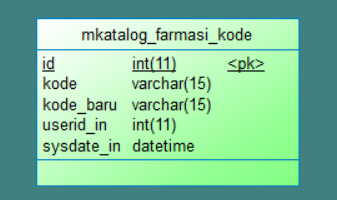 mkatalog_farmasi_kode
id int(11) <pk>
kode varchar(15)
kode_baru varchar(15)
userid_in int(11)
sysdate_in datetime